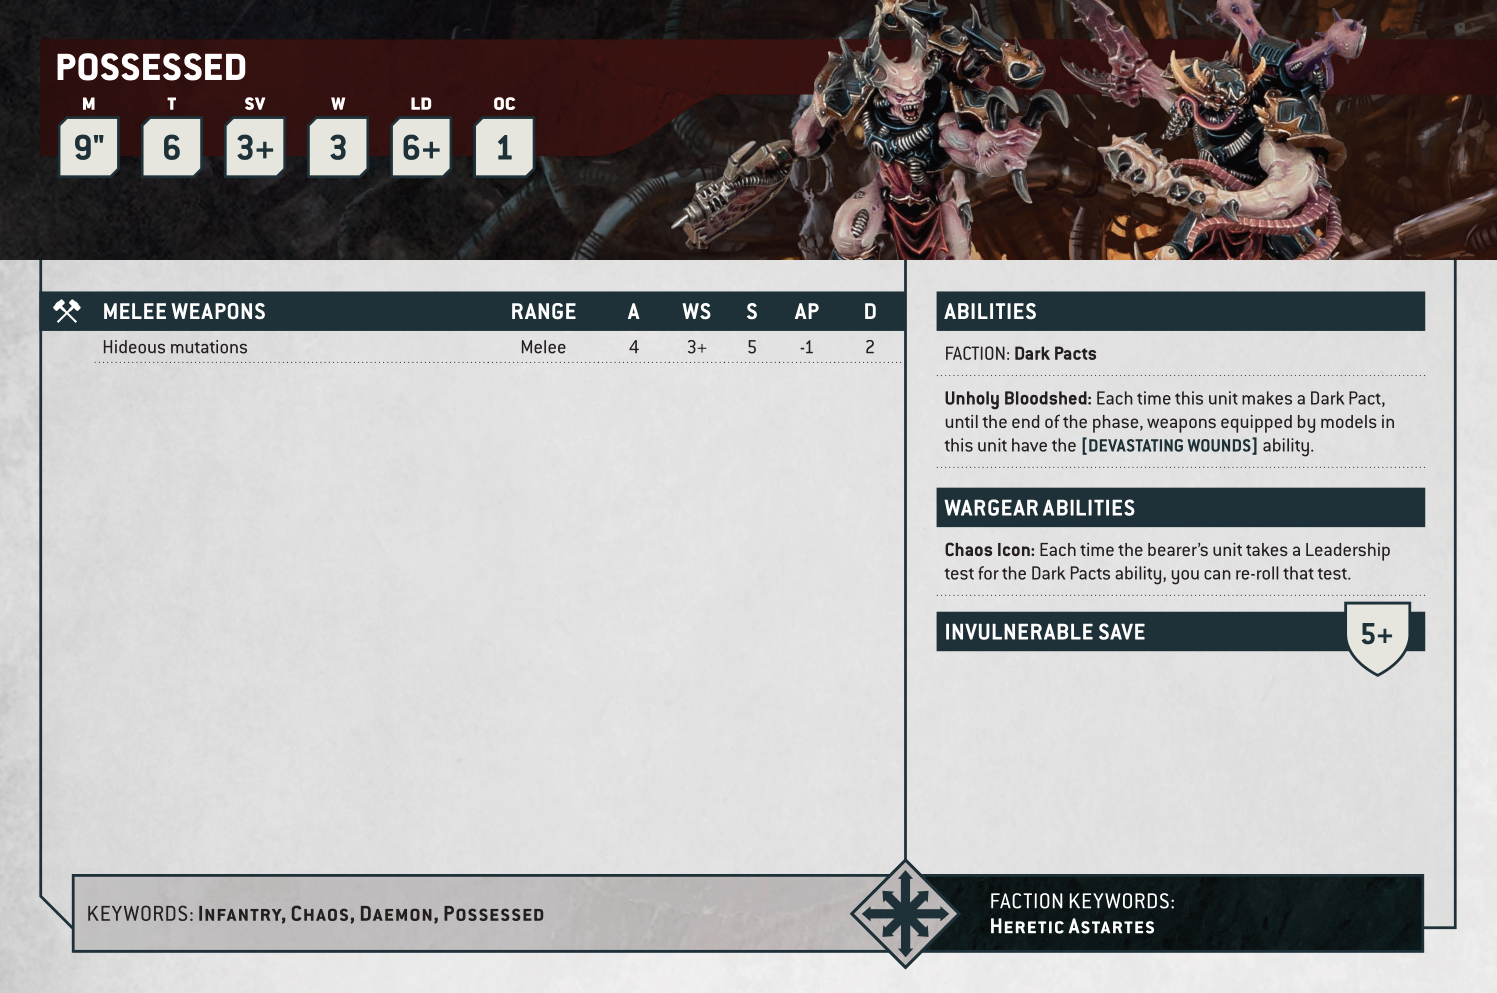 POSSESSED
M T SV W LD OC
9" 6 3+ 3 6+ 1
MELEE WEAPONS RANGE A WS S AP D
Hideous mutations Melee 4 3+ 5 -1 2
ABILITIES
FACTION: Dark Pacts
Unholy Bloodshed: Each time this unit makes a Dark Pact,
until the end of the phase, weapons equipped by models in
this unit have the [DEVASTATING WOUNDS] ability.
WARGEAR ABILITIES
Chaos Icon: Each time the bearer’s unit takes a Leadership
test for the Dark Pacts ability, you can re-roll that test.
INVULNERABLE SAVE 5+
KEYWORDS: INFANTRY, CHAOS, DAEMON, POSSESSED
FACTION KEYWORDS:
HERETIC ASTARTES